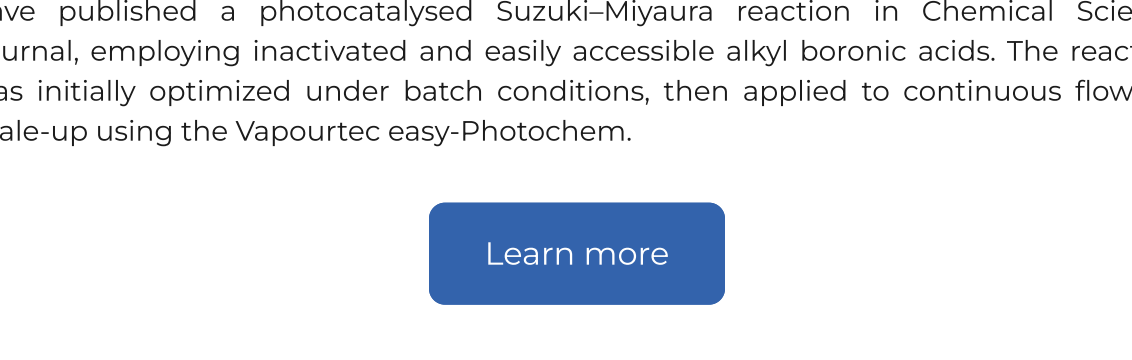 ve published a photocatalysed Suzuki–Miyaura reaction in Chemical Scie
urnal, employing inactivated and easily accessible alkyl boronic acids. The reac
as initially optimized under batch conditions, then applied to continuous flow
ale-up using the Vapourtec easy-Photochem.
Learn more